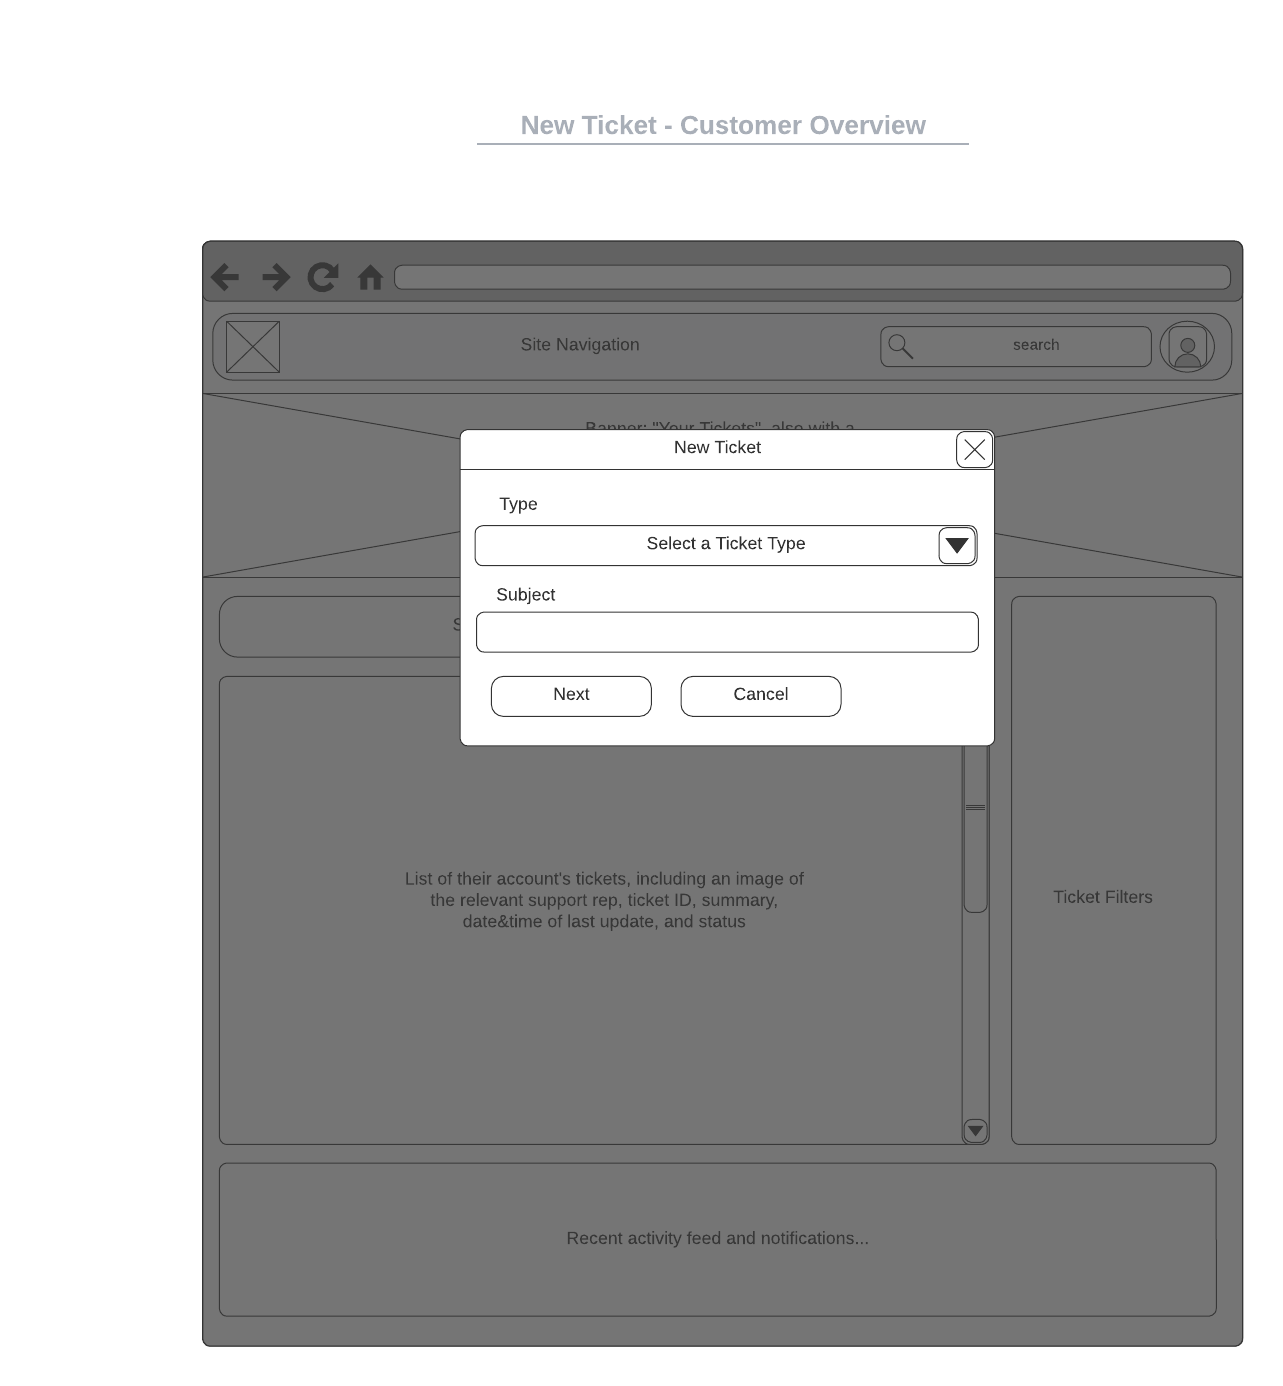 New Ticket - Customer Overview
Site Navigation
search
Banner: "Your Tickets", also with a
New Ticket
Type
Select a Ticket Type
Subject
Next
Cancel
List of their account's tickets, including an image of
the relevant support rep, ticket ID, summary,
date&time of last update, and status
Ticket Filters
Recent activity feed and notifications...